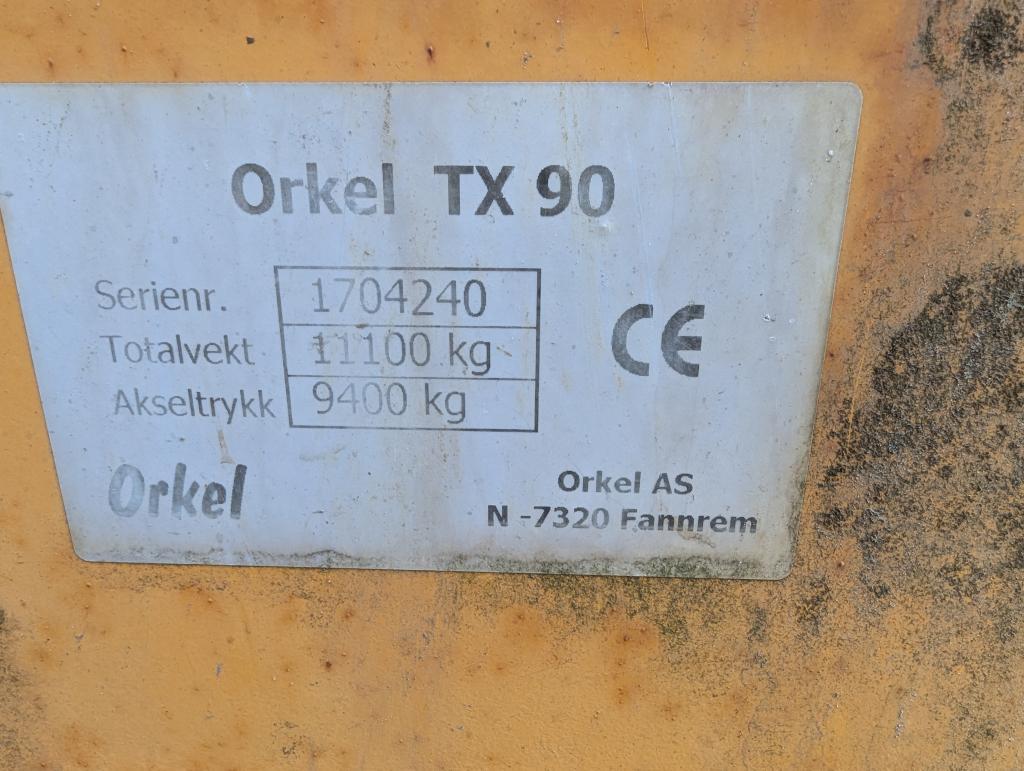 Orkel TX 90
Serienr. 1704240
Totalvekt 11100 kg
Akseltrykk 9400 kg
CE
Orkel
Orkel AS
N -7320 Fannrem